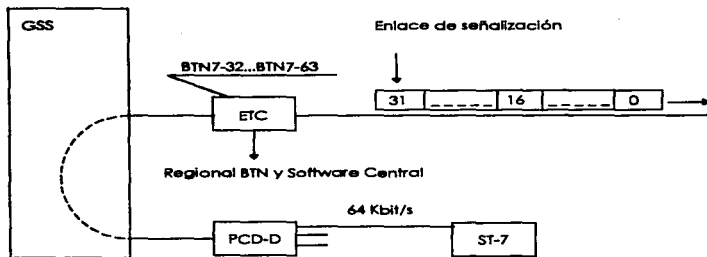 GSS
Enlace de señalización
BTN7-32...BTN7-63
31 _ _ _ _ _ 16 _ _ _ _ _ 0
ETC
Regional BTN y Software Central
64 Kbit/s
PCD-D
ST-7